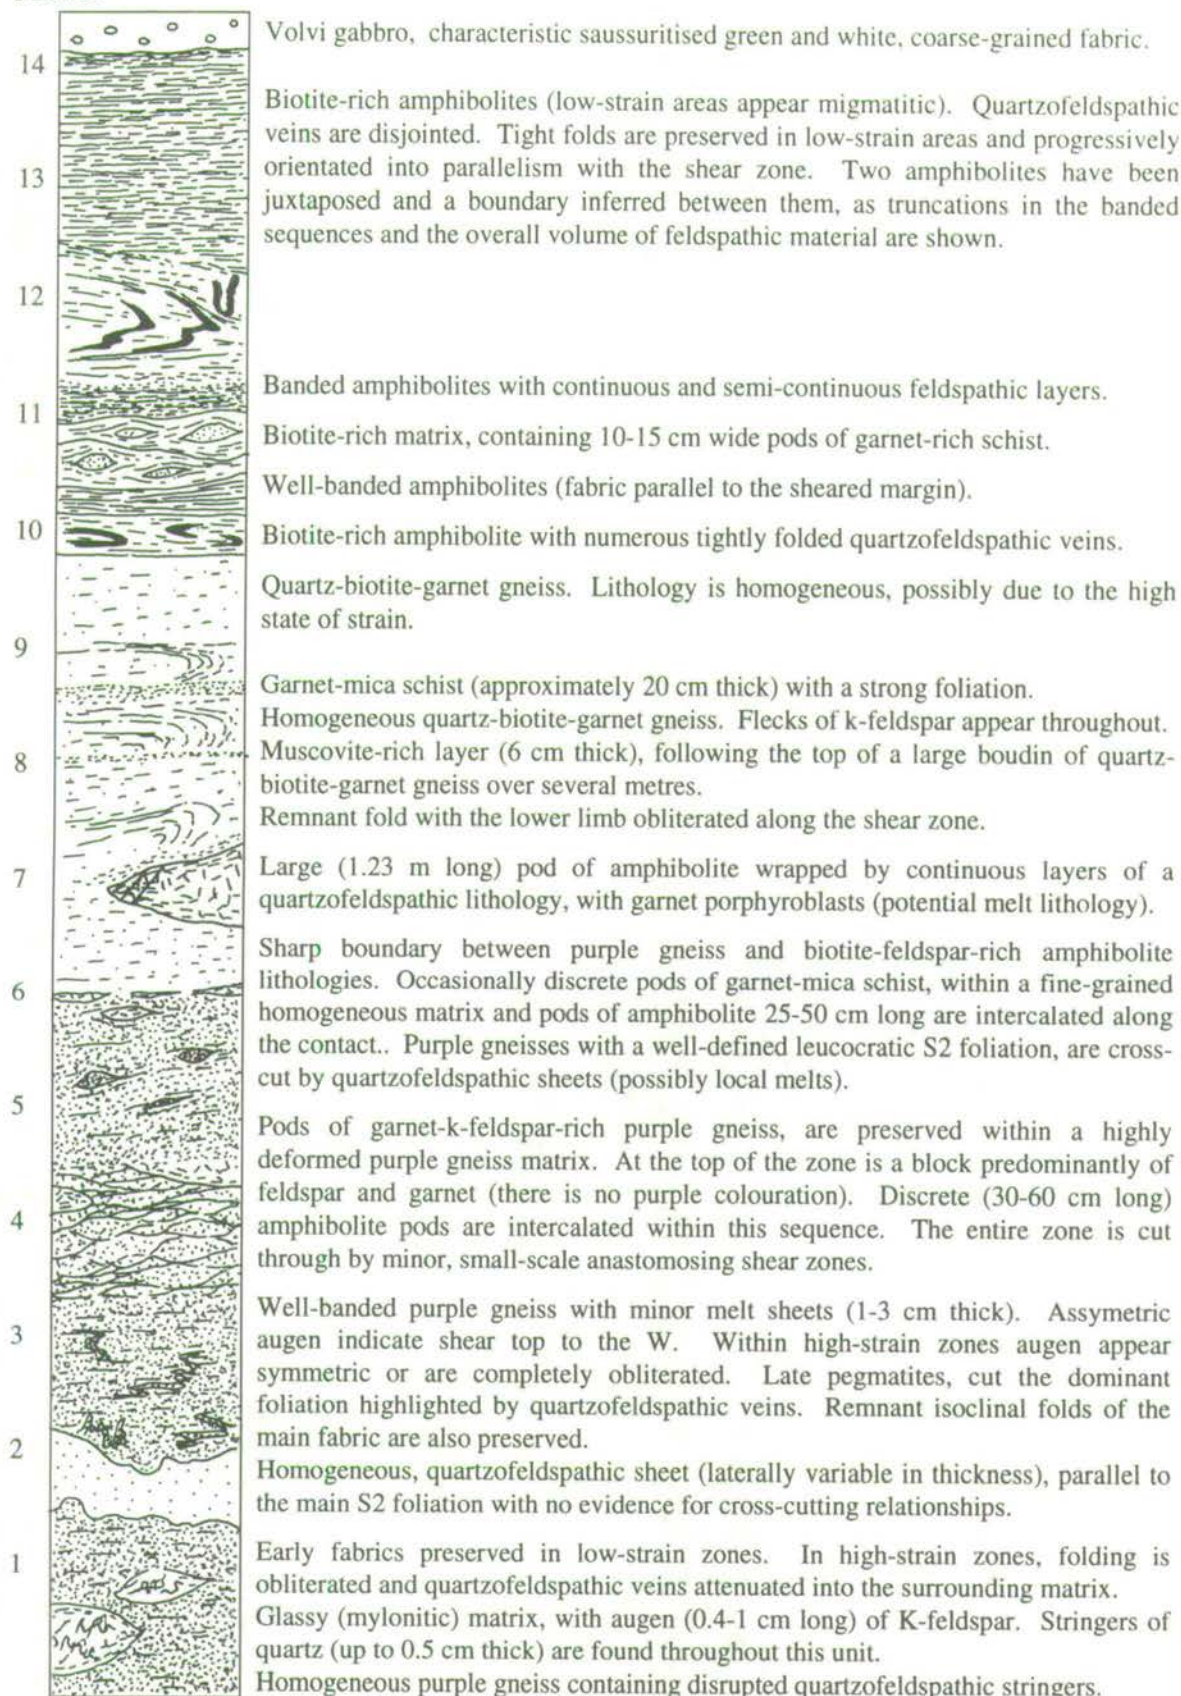 Volvi gabbro, characteristic saussuritised green and white, coarse-grained fabric.
14
Biotite-rich amphibolites (low-strain areas appear migmatitic). Quartzofeldspathic
veins are disjointed. Tight folds are preserved in low-strain areas and progressively
orientated into parallelism with the shear zone. Two amphibolites have been
13
juxtaposed and a boundary inferred between them, as truncations in the banded
sequences and the overall volume of feldspathic material are shown.
12
Banded amphibolites with continuous and semi-continuous feldspathic layers.
11
Biotite-rich matrix, containing 10-15 cm wide pods of garnet-rich schist.
Well-banded amphibolites (fabric parallel to the sheared margin).
10
Biotite-rich amphibolite with numerous tightly folded quartzofeldspathic veins.
Quartz-biotite-garnet gneiss. Lithology is homogeneous, possibly due to the high
state of strain.
9
Garnet-mica schist (approximately 20 cm thick) with a strong foliation.
Homogeneous quartz-biotite-garnet gneiss. Flecks of k-feldspar appear throughout.
8
Muscovite-rich layer (6 cm thick), following the top of a large boudin of quartz-
biotite-garnet gneiss over several metres.
Remnant fold with the lower limb obliterated along the shear zone.
7
Large (1.23 m long) pod of amphibolite wrapped by continuous layers of a
quartzofeldspathic lithology, with garnet porphyroblasts (potential melt lithology).
Sharp boundary between purple gneiss and biotite-feldspar-rich amphibolite
6
lithologies. Occasionally discrete pods of garnet-mica schist, within a fine-grained
homogeneous matrix and pods of amphibolite 25-50 cm long are intercalated along
the contact.. Purple gneisses with a well-defined leucocratic S2 foliation, are cross-
cut by quartzofeldspathic sheets (possibly local melts).
5
Pods of garnet-k-feldspar-rich purple gneiss, are preserved within a highly
deformed purple gneiss matrix. At the top of the zone is a block predominantly of
feldspar and garnet (there is no purple colouration). Discrete (30-60 cm long)
4
amphibolite pods are intercalated within this sequence. The entire zone is cut
through by minor, small-scale anastomosing shear zones.
Well-banded purple gneiss with minor melt sheets (1-3 cm thick). Assymetric
3
augen indicate shear top to the W. Within high-strain zones augen appear
symmetric or are completely obliterated. Late pegmatites, cut the dominant
foliation highlighted by quartzofeldspathic veins. Remnant isoclinal folds of the
main fabric are also preserved.
2
Homogeneous, quartzofeldspathic sheet (laterally variable in thickness), parallel to
the main S2 foliation with no evidence for cross-cutting relationships.
Early fabrics preserved in low-strain zones. In high-strain zones, folding is
1
obliterated and quartzofeldspathic veins attenuated into the surrounding matrix.
Glassy (mylonitic) matrix, with augen (0.4-1 cm long) of K-feldspar. Stringers of
quartz (up to 0.5 cm thick) are found throughout this unit.
Homogeneous purple gneiss containing disrupted quartzofeldspathic stringers.